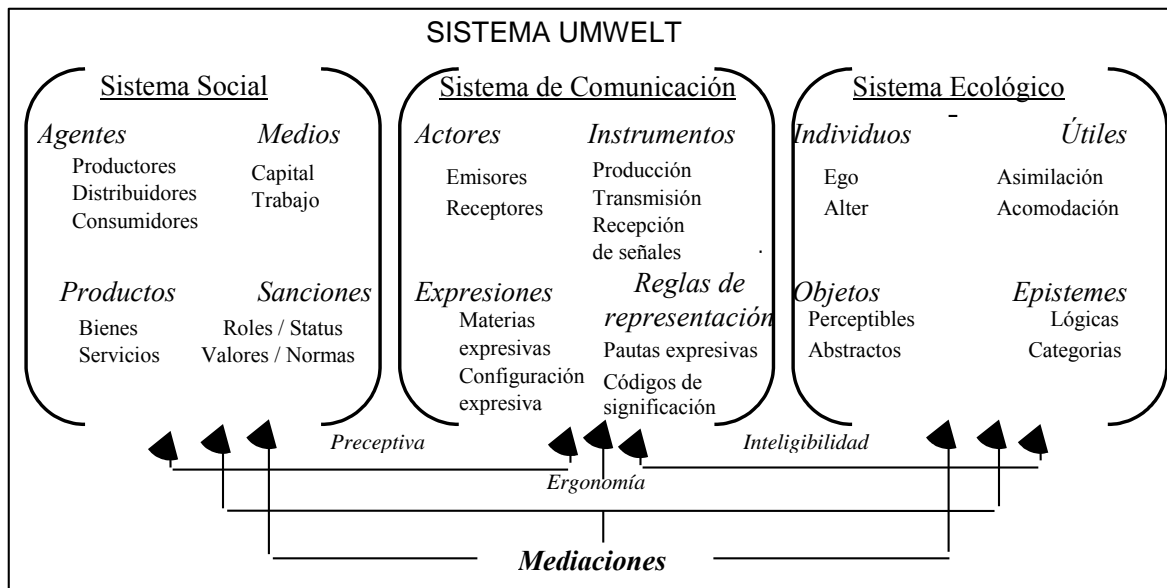 SISTEMA UMWELT
Sistema Social
Agentes
Medios
Productores
Distribuidores
Consumidores
Capital
Trabajo
Productos
Sanciones
Bienes
Servicios
Roles / Status
Valores / Normas
Sistema de Comunicación
Actores
Instrumentos
Emisores
Receptores
Producción
Transmisión
Recepción
de señales
Expresiones
Reglas de
representación
Materias
expresivas
Configuración
expresiva
Pautas expresivas
Códigos de
significación
Sistema Ecológico
Individuos
Útiles
Ego
Alter
Asimilación
Acomodación
Objetos
Epistemes
Perceptibles
Abstractos
Lógicas
Categorias
Preceptiva
Inteligibilidad
Ergonomía
Mediaciones